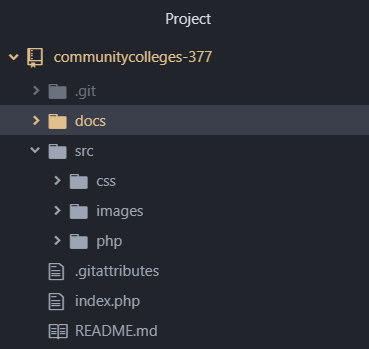 Project
communitycolleges-377
.git
docs
src
css
images
php
.gitattributes
index.php
README.md